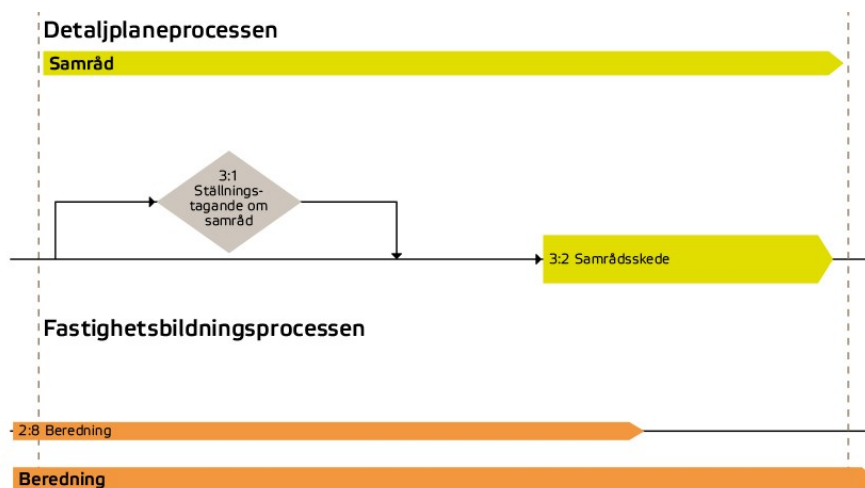 Detaljplaneprocessen
Samråd
3:1
Ställnings-
tagande om
samråd
3:2 Samrådsskede
Fastighetsbildningsprocessen
2:8 Beredning
Beredning